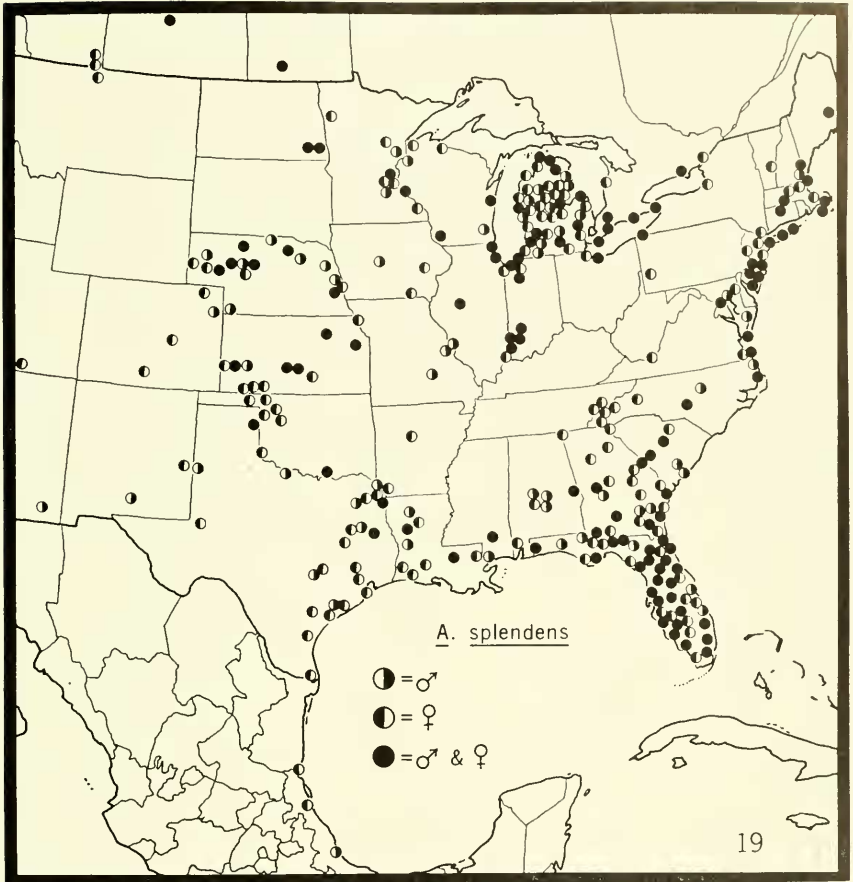 A. splendens
◑ = ♂
◐ = ♀
● = ♂ & ♀
19